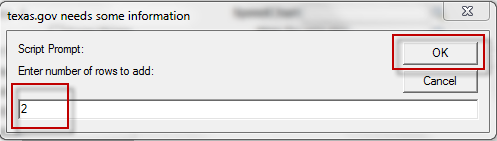 texas.gov needs some information
Script Prompt:
OK
Enter number of rows to add:
Cancel
2